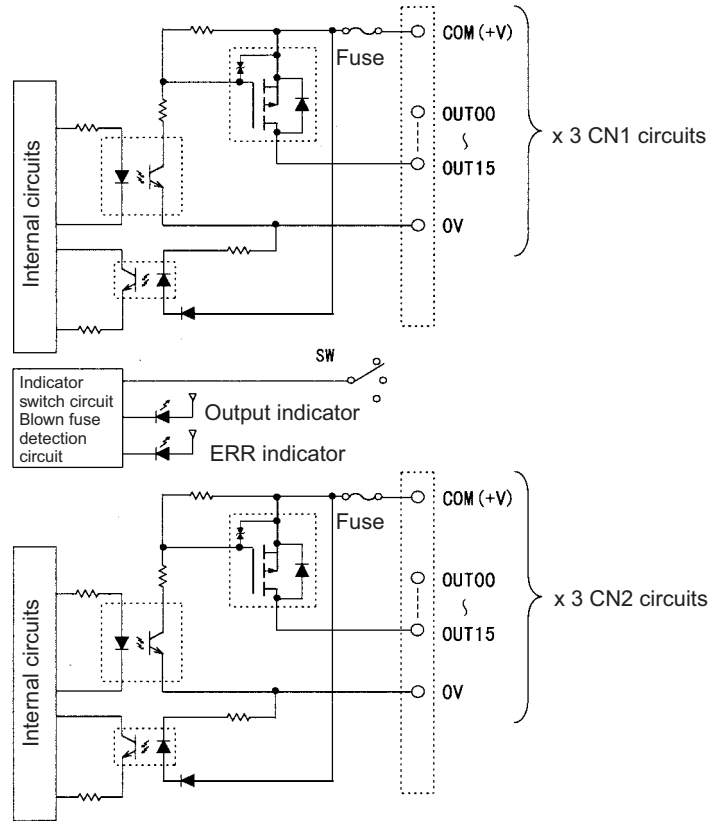 COM (+V)
Fuse
OUT00
OUT15
0V
x 3 CN1 circuits
Internal circuits
SW
Indicator
switch circuit
Blown fuse
detection
circuit
Output indicator
ERR indicator
COM (+V)
Fuse
OUT00
OUT15
0V
x 3 CN2 circuits
Internal circuits